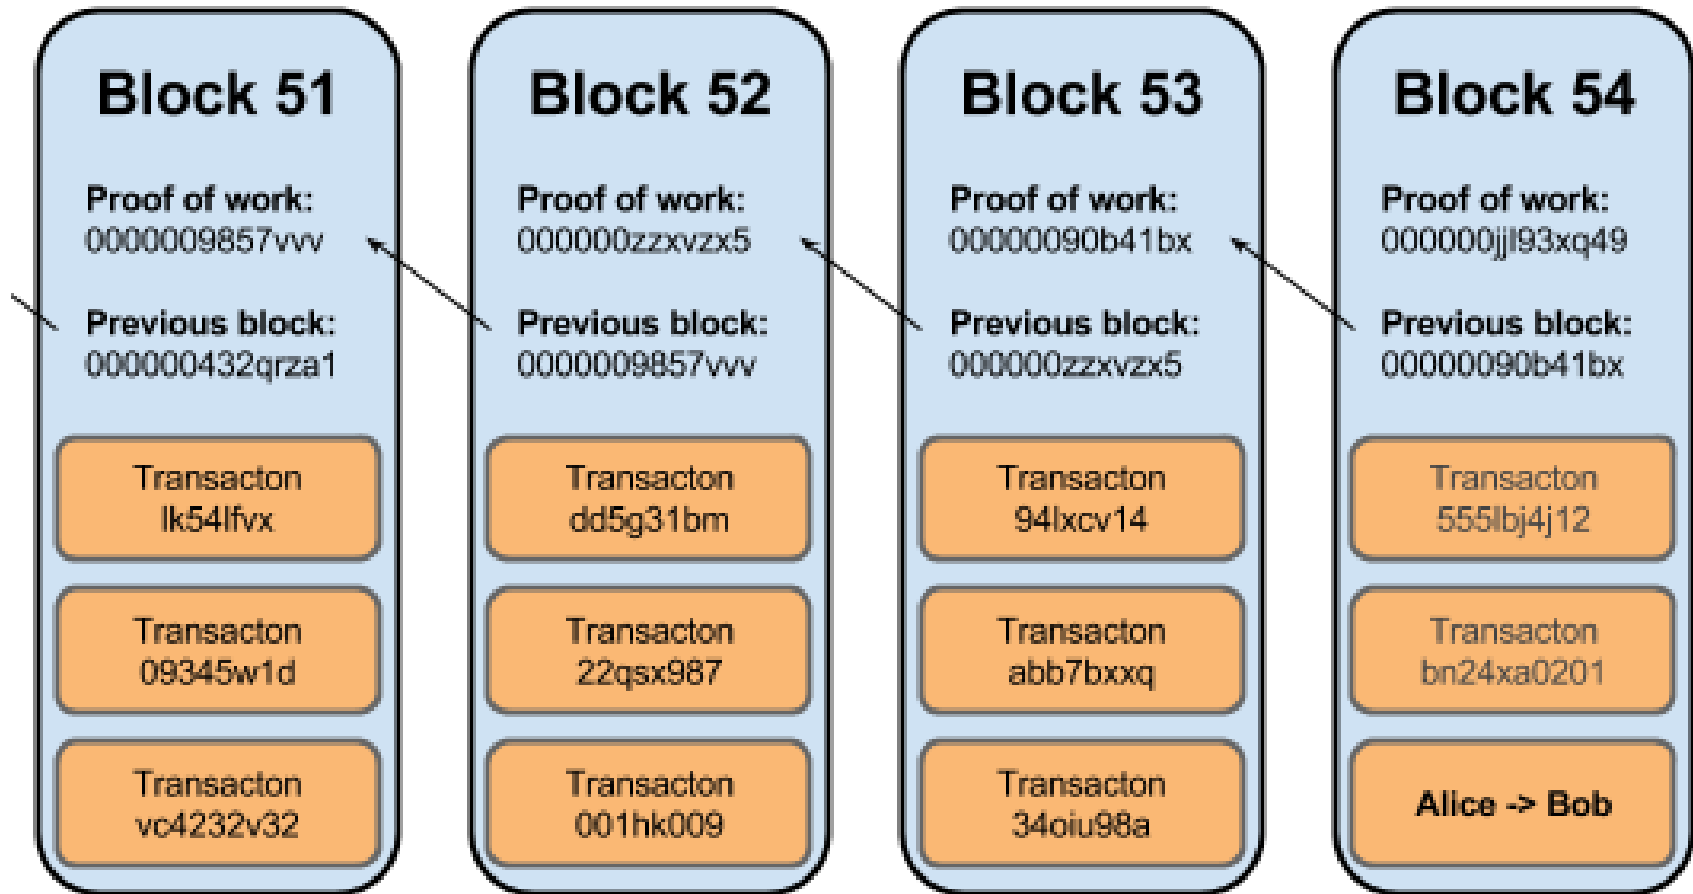 Block 51
Proof of work:
0000009857vvv
Previous block:
000000432qrza1
Transacton
lk54lfvx
Transacton
09345w1d
Transacton
vc4232v32
Block 52
Proof of work:
000000zzxvzx5
Previous block:
0000009857vvv
Transacton
dd5g31bm
Transacton
22qsx987
Transacton
001hk009
Block 53
Proof of work:
00000090b41bx
Previous block:
000000zzxvzx5
Transacton
94lxcv14
Transacton
abb7bxxq
Transacton
34oiu98a
Block 54
Proof of work:
000000jjl93xq49
Previous block:
00000090b41bx
Transacton
555lbj4j12
Transacton
bn24xa0201
Alice -> Bob